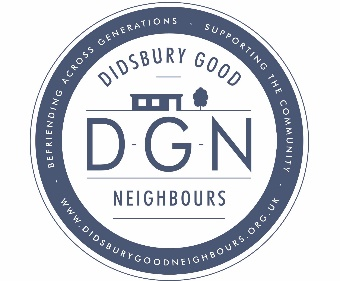 BEFRIENDING ACROSS GENERATIONS · SUPPORTING THE COMMUNITY ·
DIDSBURY GOOD
D-G-N
NEIGHBOURS
WWW.DIDSBURYGOODNEIGHBOURS.ORG.UK ·